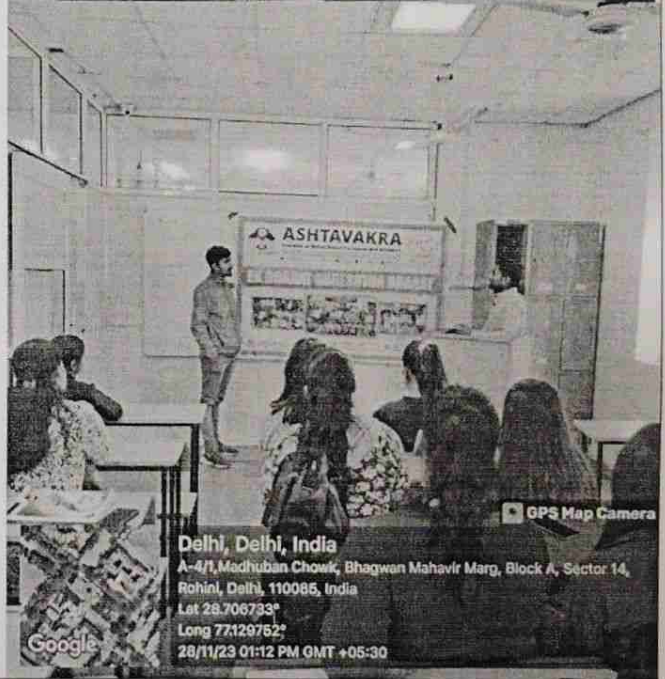 ASHTAVAKRA
GPS Map Camera
Delhi, Delhi, India
A-4/1,Madhuban Chowk, Bhagwan Mahavir Marg, Block A, Sector 14,
Rohini, Delhi, 110085, India
Lat 28.706733°
Long 77.129752°
28/11/23 01:12 PM GMT +05:30
Google